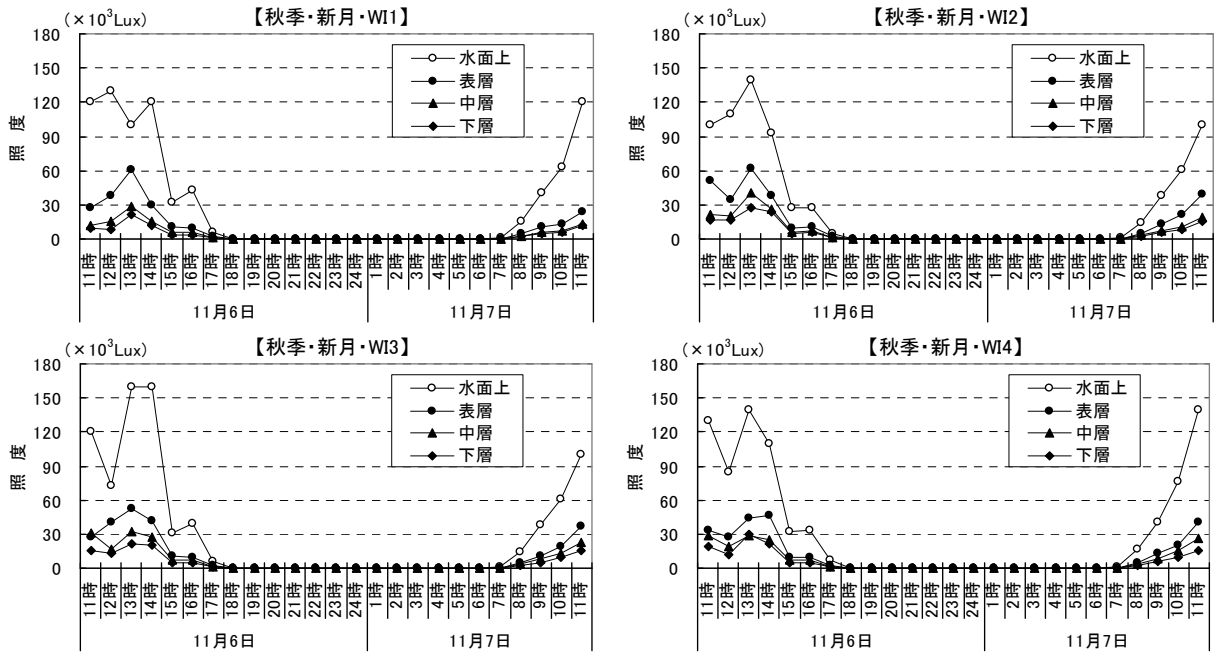 【秋季・新月・WI1】
(×10³Lux)
180
150
120
90
60
30
0
照度
水面上
表層
中層
下層
11時 12時 13時 14時 15時 16時 17時 18時 19時 20時 21時 22時 23時 24時 1時 2時 3時 4時 5時 6時 7時 8時 9時 10時 11時
11月6日 11月7日
【秋季・新月・WI2】
(×10³Lux)
180
150
120
90
60
30
0
照度
水面上
表層
中層
下層
11時 12時 13時 14時 15時 16時 17時 18時 19時 20時 21時 22時 23時 24時 1時 2時 3時 4時 5時 6時 7時 8時 9時 10時 11時
11月6日 11月7日
【秋季・新月・WI3】
(×10³Lux)
180
150
120
90
60
30
0
照度
水面上
表層
中層
下層
11時 12時 13時 14時 15時 16時 17時 18時 19時 20時 21時 22時 23時 24時 1時 2時 3時 4時 5時 6時 7時 8時 9時 10時 11時
11月6日 11月7日
【秋季・新月・WI4】
(×10³Lux)
180
150
120
90
60
30
0
照度
水面上
表層
中層
下層
11時 12時 13時 14時 15時 16時 17時 18時 19時 20時 21時 22時 23時 24時 1時 2時 3時 4時 5時 6時 7時 8時 9時 10時 11時
11月6日 11月7日